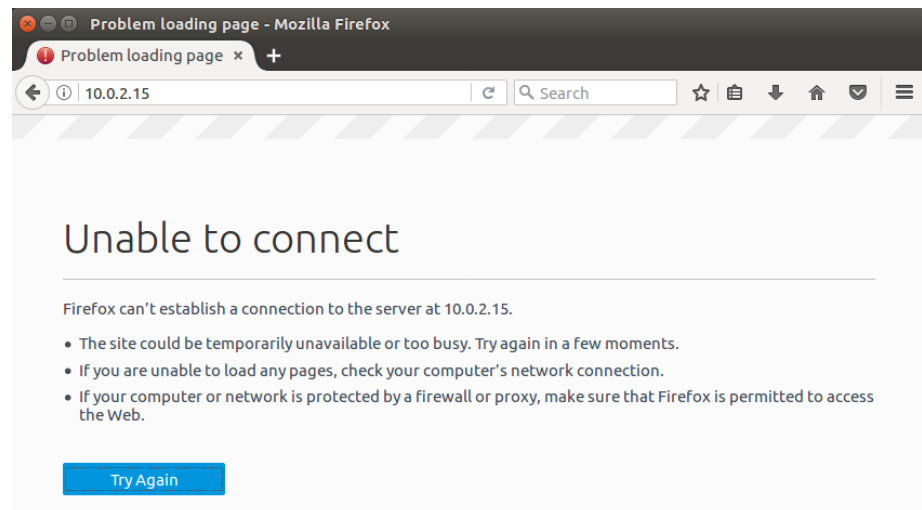 Problem loading page - Mozilla Firefox
Problem loading page
10.0.2.15
Search
Unable to connect
Firefox can’t establish a connection to the server at 10.0.2.15.
• The site could be temporarily unavailable or too busy. Try again in a few moments.
• If you are unable to load any pages, check your computer’s network connection.
• If your computer or network is protected by a firewall or proxy, make sure that Firefox is permitted to access
the Web.
Try Again